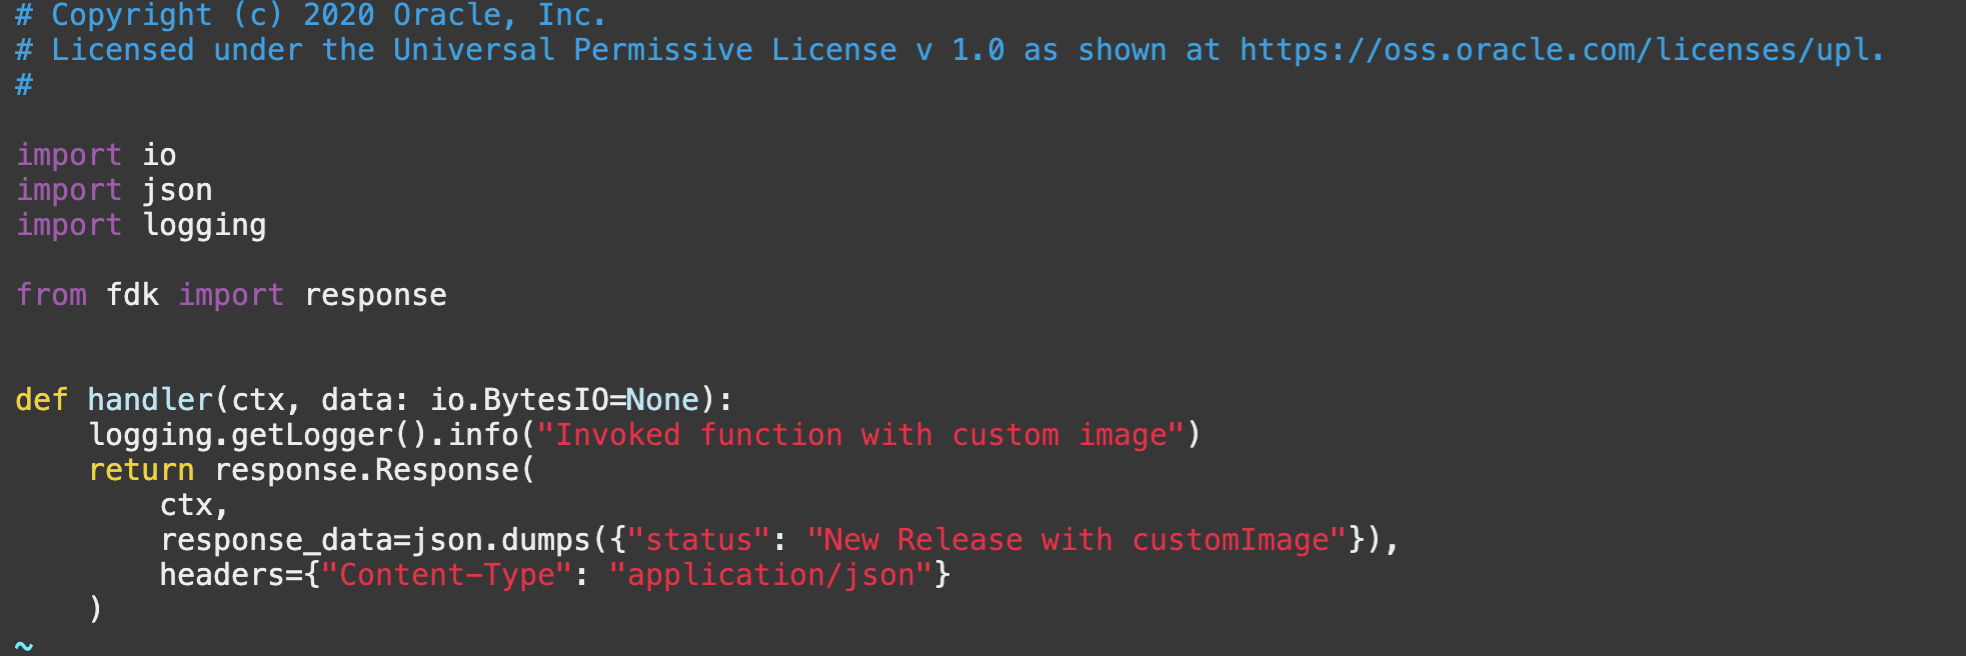 # Copyright (c) 2020 Oracle, Inc.
# Licensed under the Universal Permissive License v 1.0 as shown at https://oss.oracle.com/licenses/upl.
#
import io
import json
import logging
from fdk import response
def handler(ctx, data: io.BytesIO=None):
    logging.getLogger().info("Invoked function with custom image")
    return response.Response(
        ctx,
        response_data=json.dumps({"status": "New Release with customImage"}),
        headers={"Content-Type": "application/json"}
    )
~